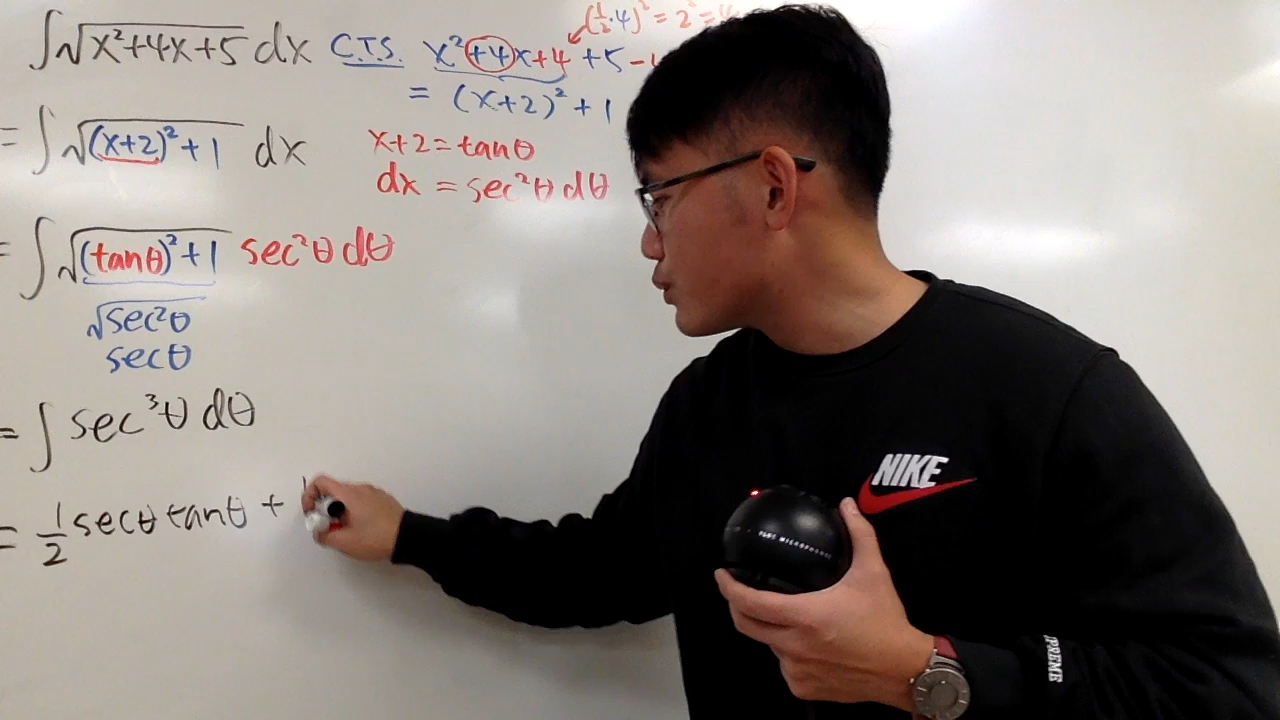 ∫√(x²+4x+5) dx C.T.S. x²+4x+4+5-4
(½·4)²=2²=4
= (x+2)²+1
= ∫√((x+2)²+1) dx x+2=tanθ
dx = sec²θ dθ
= ∫√((tanθ)²+1) sec²θ dθ
√sec²θ
secθ
= ∫ sec³θ dθ
= ½ secθ tanθ +
NIKE
PREME